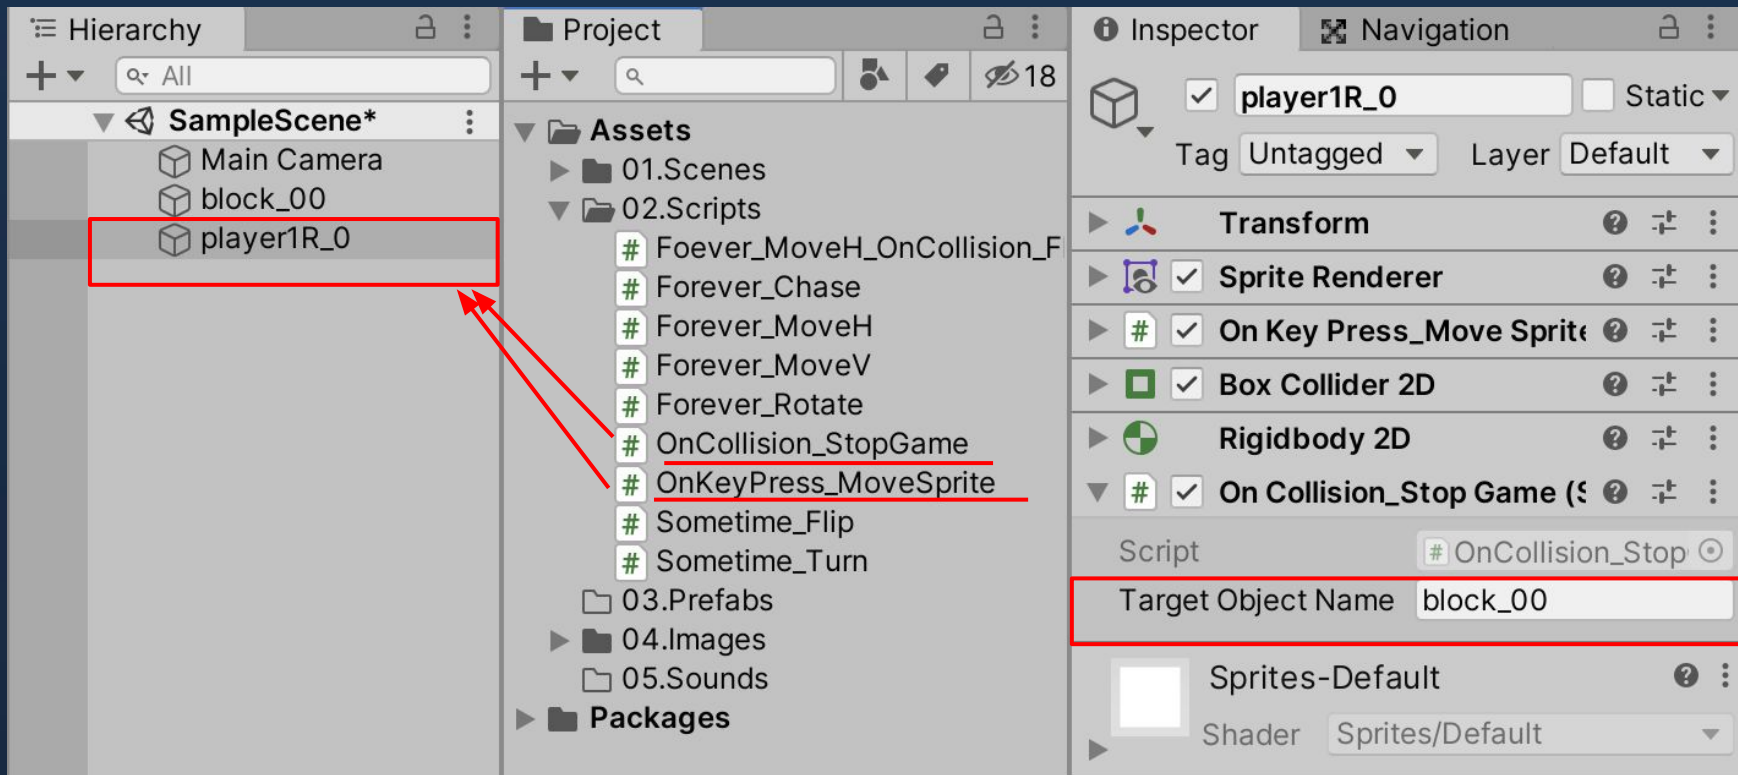 Hierarchy
All
SampleScene*
Main Camera
block_00
player1R_0
Project
18
Assets
01.Scenes
02.Scripts
# Foever_MoveH_OnCollision_F
# Forever_Chase
# Forever_MoveH
# Forever_MoveV
# Forever_Rotate
# OnCollision_StopGame
# OnKeyPress_MoveSprite
# Sometime_Flip
# Sometime_Turn
03.Prefabs
04.Images
05.Sounds
Packages
Inspector
Navigation
player1R_0
Static
Tag Untagged Layer Default
Transform
Sprite Renderer
# On Key Press_Move Sprite
Box Collider 2D
Rigidbody 2D
# On Collision_Stop Game (S
Script # OnCollision_Stop
Target Object Name block_00
Sprites-Default
Shader Sprites/Default